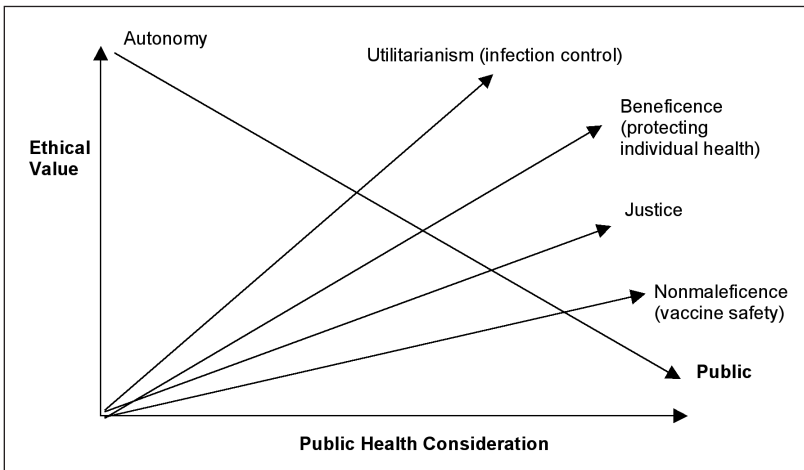 Autonomy
Utilitarianism (infection control)
Beneficence
(protecting
individual health)
Ethical
Value
Justice
Nonmaleficence
(vaccine safety)
Public
Public Health Consideration